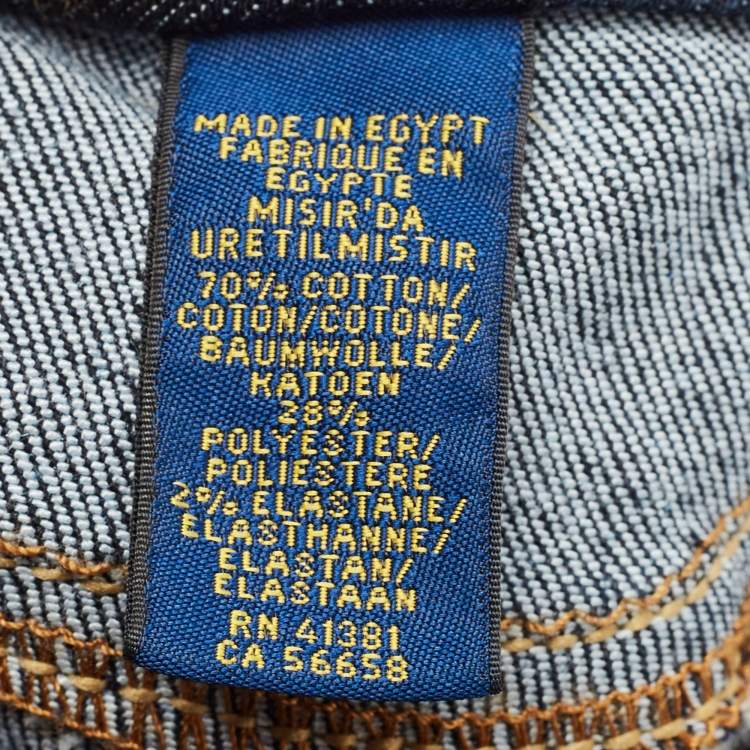 MADE IN EGYPT
FABRIQUE EN
EGYPTE
MISIR'DA
URETILMISTIR
70% COTTON/
COTON/COTONE/
BAUMWOLLE/
KATOEN
28%
POLYESTER/
POLIESTERE
2% ELASTANE/
ELASTHANNE/
ELASTAN/
ELASTAAN
RN 41381
CA 56658